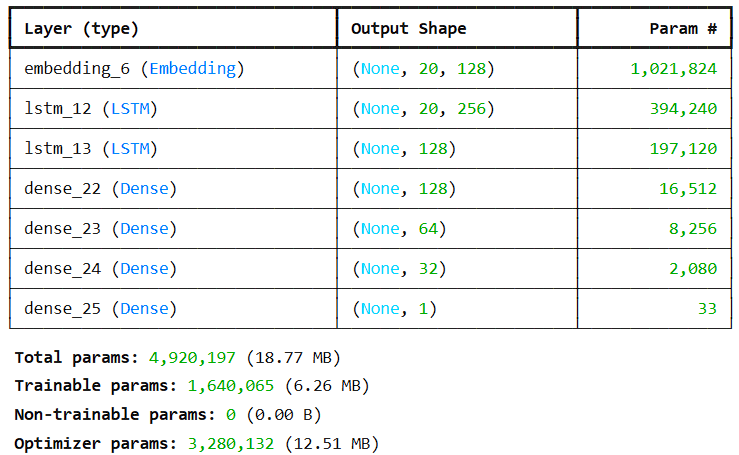 Layer (type) Output Shape Param #
embedding_6 (Embedding) (None, 20, 128) 1,021,824
lstm_12 (LSTM) (None, 20, 256) 394,240
lstm_13 (LSTM) (None, 128) 197,120
dense_22 (Dense) (None, 128) 16,512
dense_23 (Dense) (None, 64) 8,256
dense_24 (Dense) (None, 32) 2,080
dense_25 (Dense) (None, 1) 33
Total params: 4,920,197 (18.77 MB)
Trainable params: 1,640,065 (6.26 MB)
Non-trainable params: 0 (0.00 B)
Optimizer params: 3,280,132 (12.51 MB)